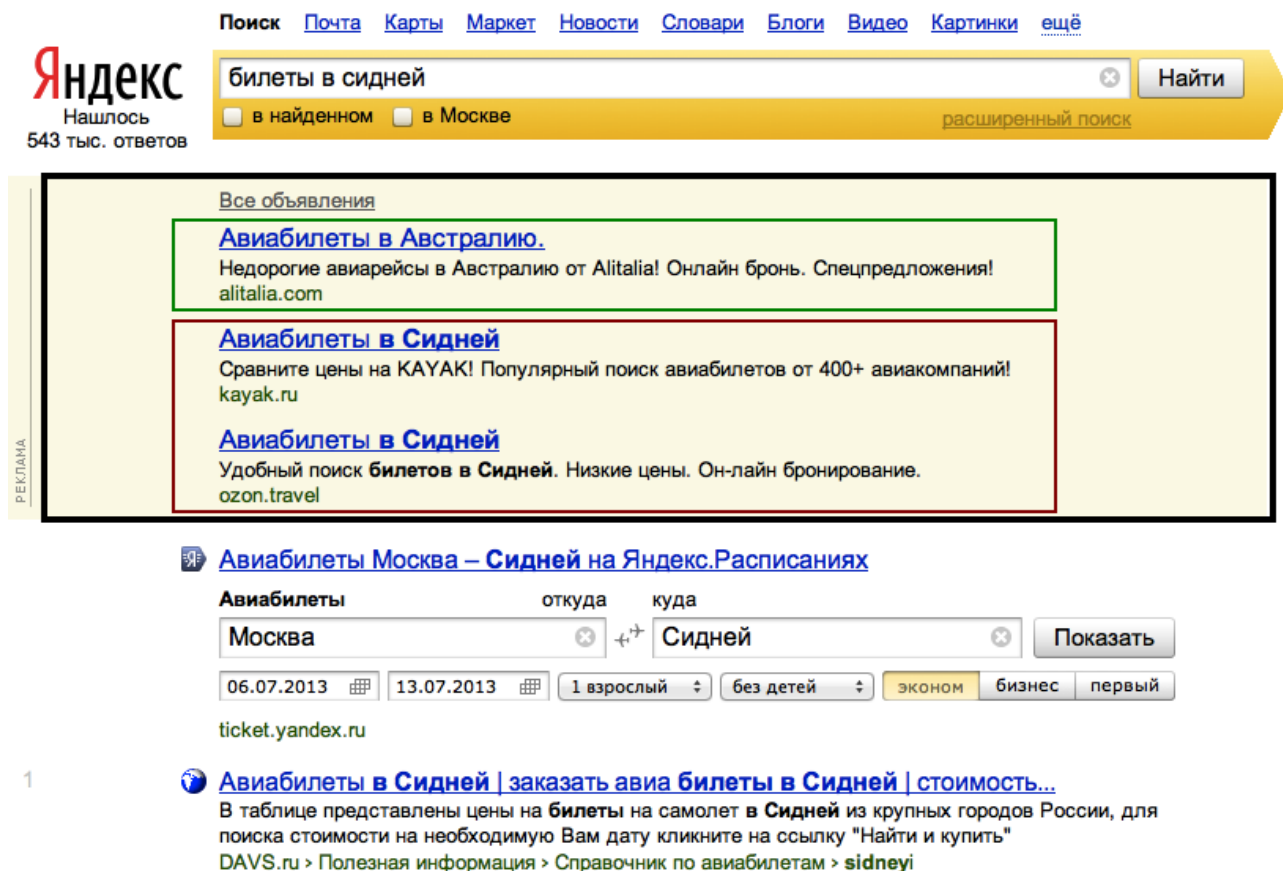 Поиск Почта Карты Маркет Новости Словари Блоги Видео Картинки ещё
Яндекс
билеты в сидней
Найти
Нашлось
543 тыс. ответов
в найденном в Москве расширенный поиск
РЕКЛАМА
Все объявления
Авиабилеты в Австралию.
Недорогие авиарейсы в Австралию от Alitalia! Онлайн бронь. Спецпредложения!
alitalia.com
Авиабилеты в Сидней
Сравните цены на KAYAK! Популярный поиск авиабилетов от 400+ авиакомпаний!
kayak.ru
Авиабилеты в Сидней
Удобный поиск билетов в Сидней. Низкие цены. Он-лайн бронирование.
ozon.travel
Я Авиабилеты Москва – Сидней на Яндекс.Расписаниях
Авиабилеты откуда куда
Москва Сидней Показать
06.07.2013 13.07.2013 1 взрослый без детей эконом бизнес первый
ticket.yandex.ru
1 Авиабилеты в Сидней | заказать авиа билеты в Сидней | стоимость...
В таблице представлены цены на билеты на самолет в Сидней из крупных городов России, для
поиска стоимости на необходимую Вам дату кликните на ссылку "Найти и купить"
DAVS.ru › Полезная информация › Справочник по авиабилетам › sidneyi